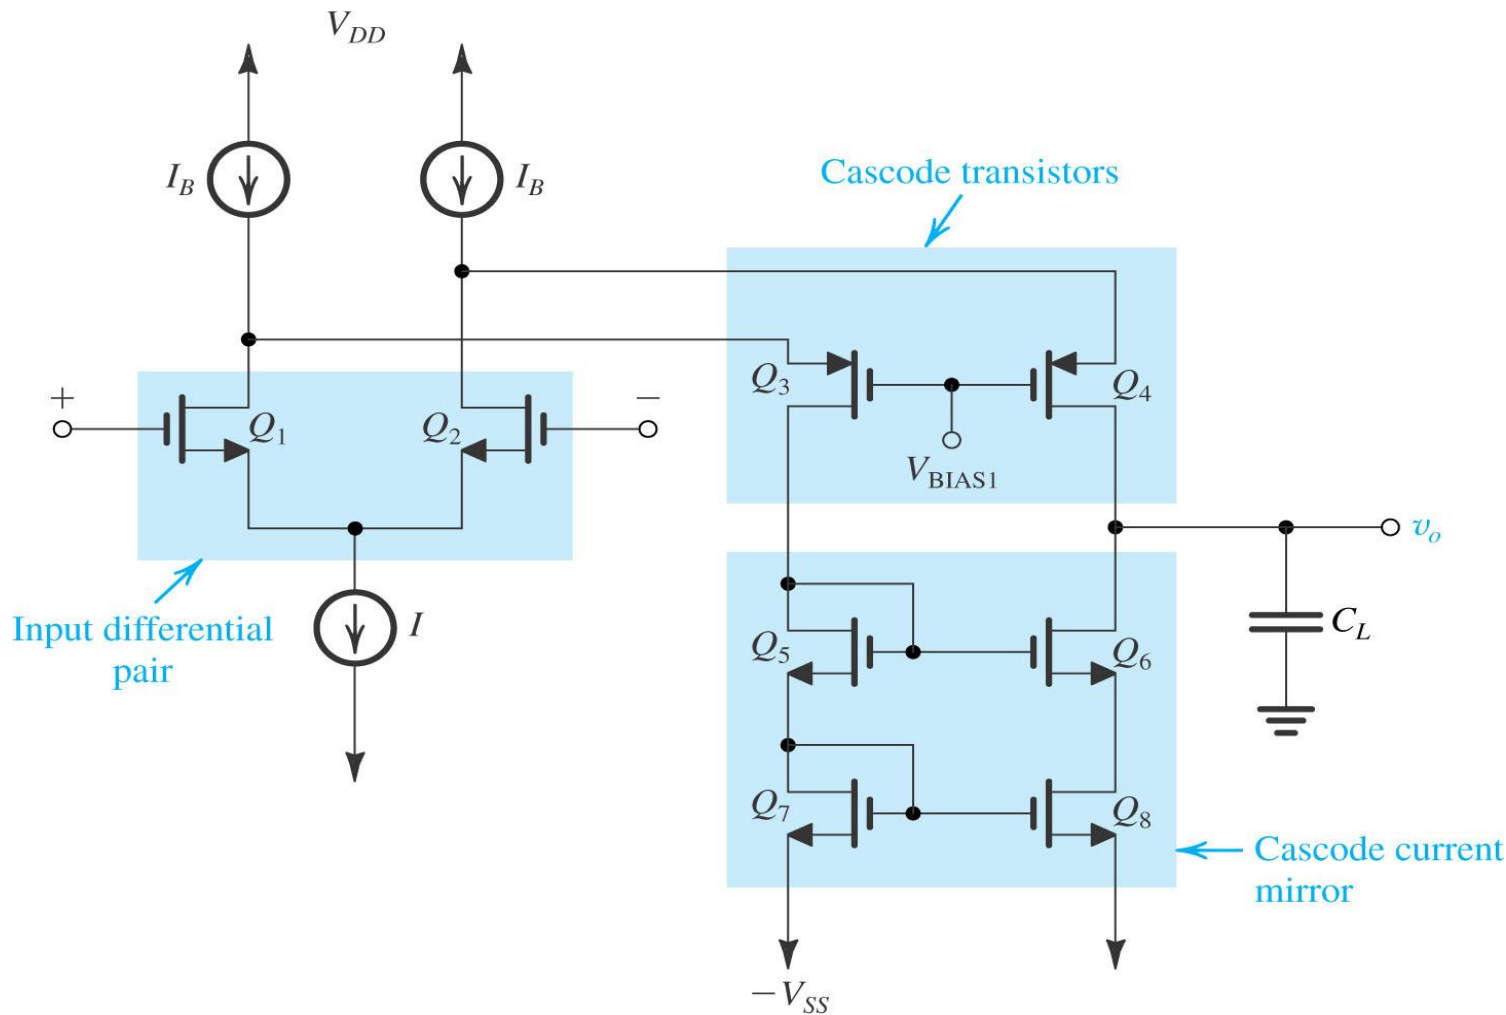 V_DD
I_B
I_B
Cascode transistors
Q_3
Q_4
+
Q_1
Q_2
−
V_BIAS1
v_o
Input differential
pair
I
Q_5
Q_6
C_L
Q_7
Q_8
Cascode current
mirror
−V_SS